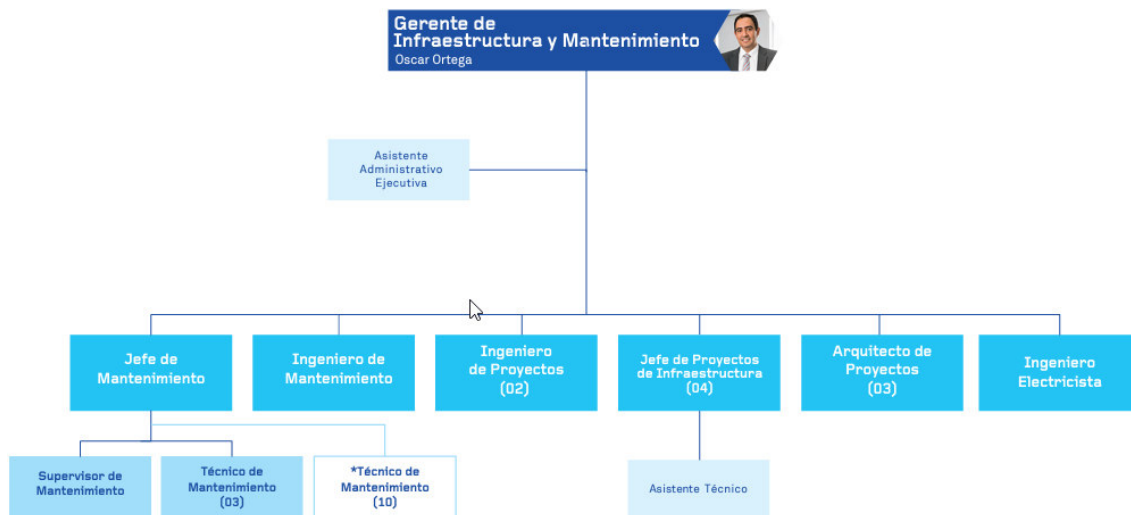 Gerente de
Infraestructura y Mantenimiento
Oscar Ortega
Asistente
Administrativo
Ejecutiva
Jefe de
Mantenimiento
Ingeniero de
Mantenimiento
Ingeniero
de Proyectos
(02)
Jefe de Proyectos
de Infraestructura
(04)
Arquitecto de
Proyectos
(03)
Ingeniero
Electricista
Supervisor de
Mantenimiento
Técnico de
Mantenimiento
(03)
*Técnico de
Mantenimiento
(10)
Asistente Técnico